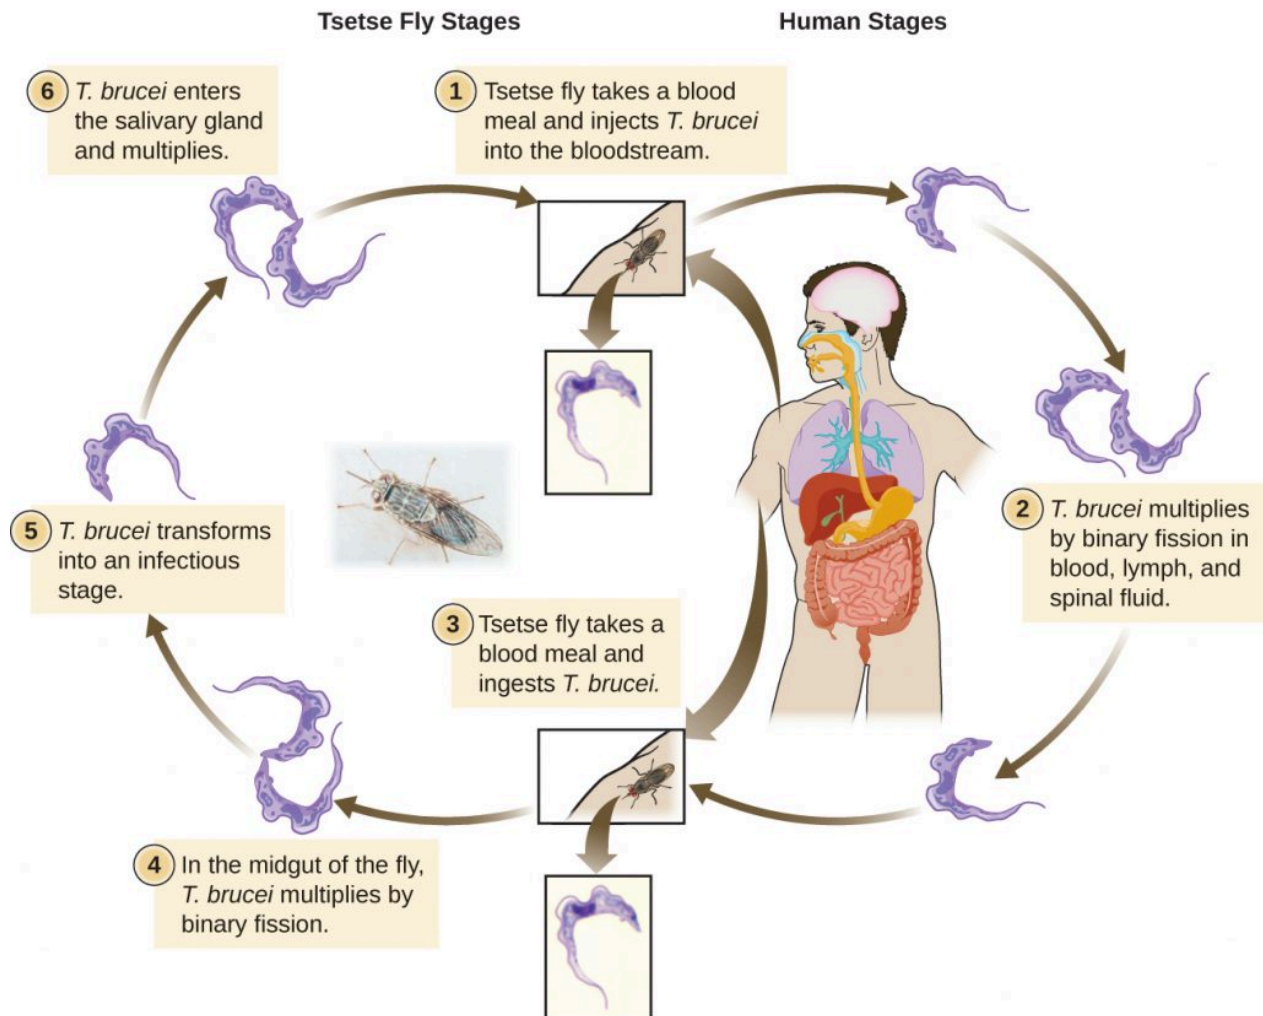 Tsetse Fly Stages
Human Stages
1
Tsetse fly takes a blood
meal and injects T. brucei
into the bloodstream.
2
T. brucei multiplies
by binary fission in
blood, lymph, and
spinal fluid.
3
Tsetse fly takes a
blood meal and
ingests T. brucei.
4
In the midgut of the fly,
T. brucei multiplies by
binary fission.
5
T. brucei transforms
into an infectious
stage.
6
T. brucei enters
the salivary gland
and multiplies.